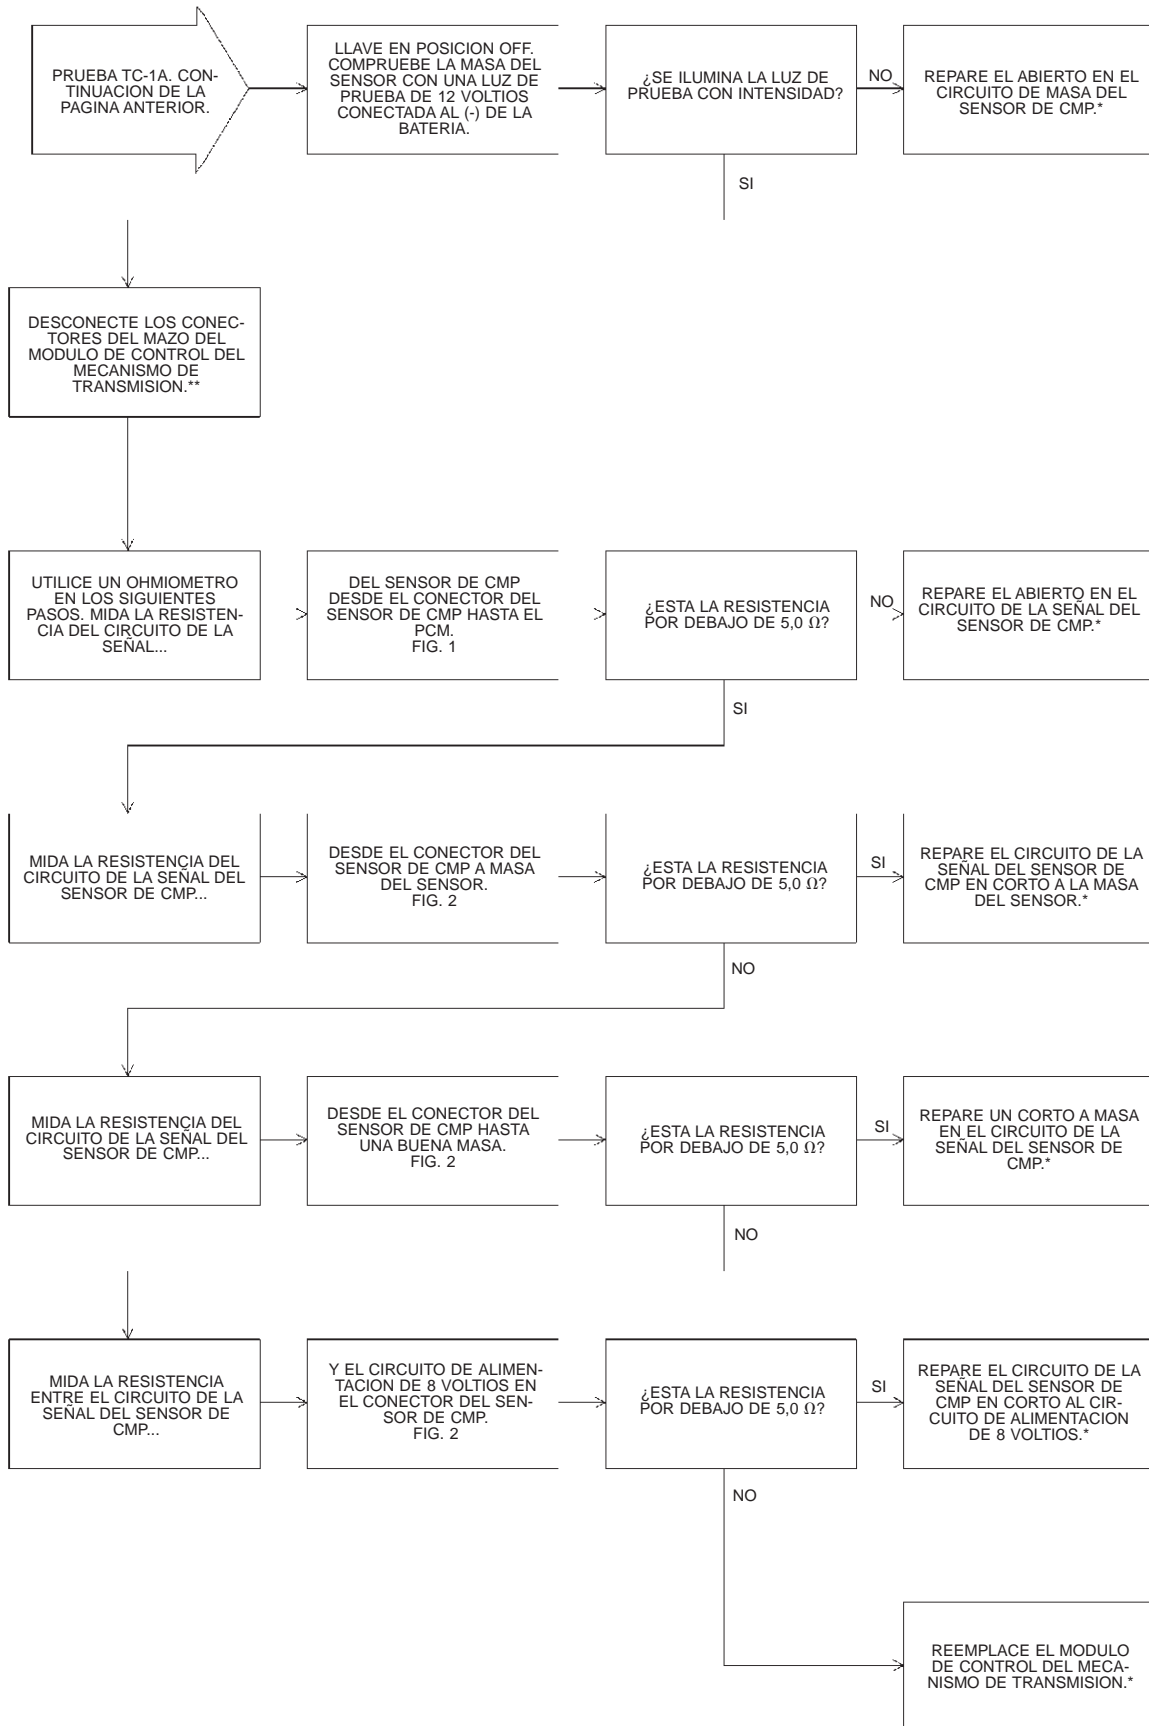 PRUEBA TC-1A. CON-
TINUACION DE LA
PAGINA ANTERIOR.
LLAVE EN POSICION OFF.
COMPRUEBE LA MASA DEL
SENSOR CON UNA LUZ DE
PRUEBA DE 12 VOLTIOS
CONECTADA AL (-) DE LA
BATERIA.
¿SE ILUMINA LA LUZ DE
PRUEBA CON INTENSIDAD?
NO
REPARE EL ABIERTO EN EL
CIRCUITO DE MASA DEL
SENSOR DE CMP.*
SI
DESCONECTE LOS CONEC-
TORES DEL MAZO DEL
MODULO DE CONTROL DEL
MECANISMO DE
TRANSMISION.**
UTILICE UN OHMIOMETRO
EN LOS SIGUIENTES
PASOS. MIDA LA RESISTEN-
CIA DEL CIRCUITO DE LA
SEÑAL...
DEL SENSOR DE CMP
DESDE EL CONECTOR DEL
SENSOR DE CMP HASTA EL
PCM.
FIG. 1
¿ESTA LA RESISTENCIA
POR DEBAJO DE 5,0 Ω?
NO
REPARE EL ABIERTO EN EL
CIRCUITO DE LA SEÑAL DEL
SENSOR DE CMP.*
SI
MIDA LA RESISTENCIA DEL
CIRCUITO DE LA SEÑAL DEL
SENSOR DE CMP...
DESDE EL CONECTOR DEL
SENSOR DE CMP A MASA
DEL SENSOR.
FIG. 2
¿ESTA LA RESISTENCIA
POR DEBAJO DE 5,0 Ω?
SI
REPARE EL CIRCUITO DE LA
SEÑAL DEL SENSOR DE
CMP EN CORTO A LA MASA
DEL SENSOR.*
NO
MIDA LA RESISTENCIA DEL
CIRCUITO DE LA SEÑAL DEL
SENSOR DE CMP...
DESDE EL CONECTOR DEL
SENSOR DE CMP HASTA
UNA BUENA MASA.
FIG. 2
¿ESTA LA RESISTENCIA
POR DEBAJO DE 5,0 Ω?
SI
REPARE UN CORTO A MASA
EN EL CIRCUITO DE LA
SEÑAL DEL SENSOR DE
CMP.*
NO
MIDA LA RESISTENCIA
ENTRE EL CIRCUITO DE LA
SEÑAL DEL SENSOR DE
CMP...
Y EL CIRCUITO DE ALIMEN-
TACION DE 8 VOLTIOS EN
EL CONECTOR DEL SEN-
SOR DE CMP.
FIG. 2
¿ESTA LA RESISTENCIA
POR DEBAJO DE 5,0 Ω?
SI
REPARE EL CIRCUITO DE LA
SEÑAL DEL SENSOR DE
CMP EN CORTO AL CIR-
CUITO DE ALIMENTACION
DE 8 VOLTIOS.*
NO
REEMPLACE EL MODULO
DE CONTROL DEL MECA-
NISMO DE TRANSMISION.*